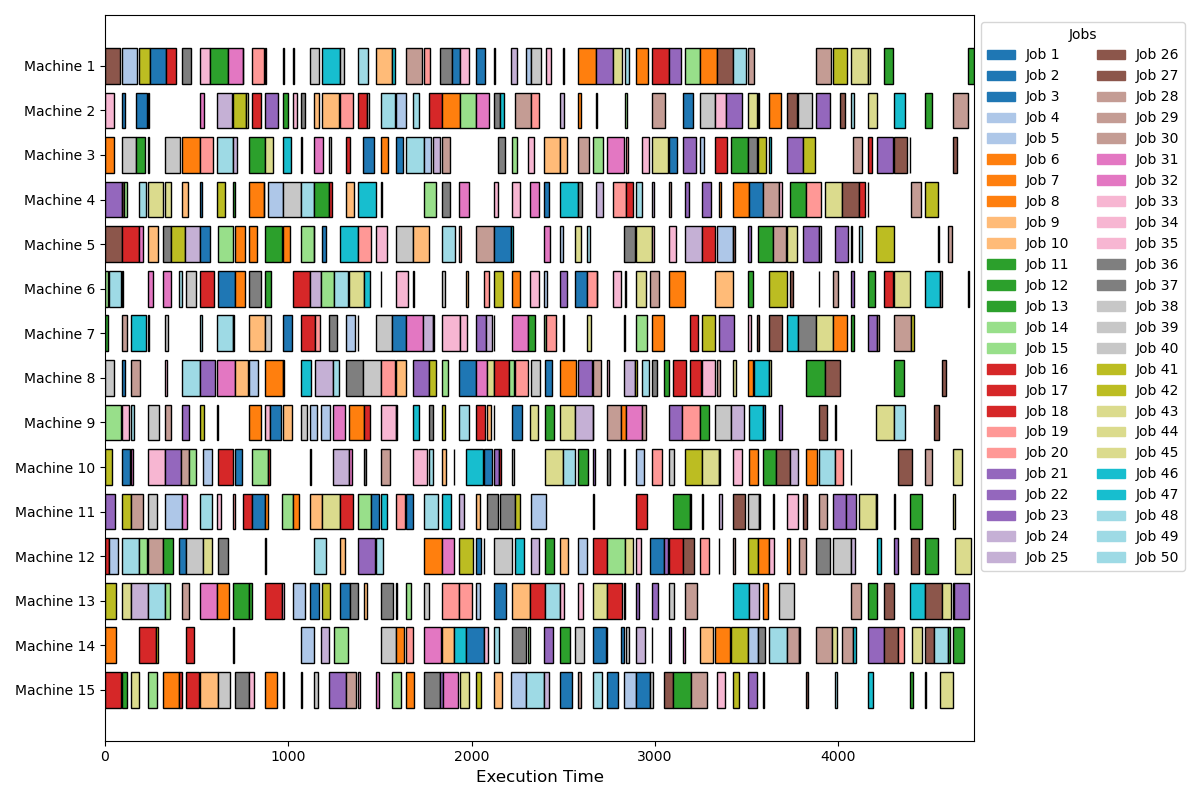 Machine 1
Machine 2
Machine 3
Machine 4
Machine 5
Machine 6
Machine 7
Machine 8
Machine 9
Machine 10
Machine 11
Machine 12
Machine 13
Machine 14
Machine 15
0 1000 2000 3000 4000
Execution Time
Jobs
Job 1
Job 2
Job 3
Job 4
Job 5
Job 6
Job 7
Job 8
Job 9
Job 10
Job 11
Job 12
Job 13
Job 14
Job 15
Job 16
Job 17
Job 18
Job 19
Job 20
Job 21
Job 22
Job 23
Job 24
Job 25
Job 26
Job 27
Job 28
Job 29
Job 30
Job 31
Job 32
Job 33
Job 34
Job 35
Job 36
Job 37
Job 38
Job 39
Job 40
Job 41
Job 42
Job 43
Job 44
Job 45
Job 46
Job 47
Job 48
Job 49
Job 50